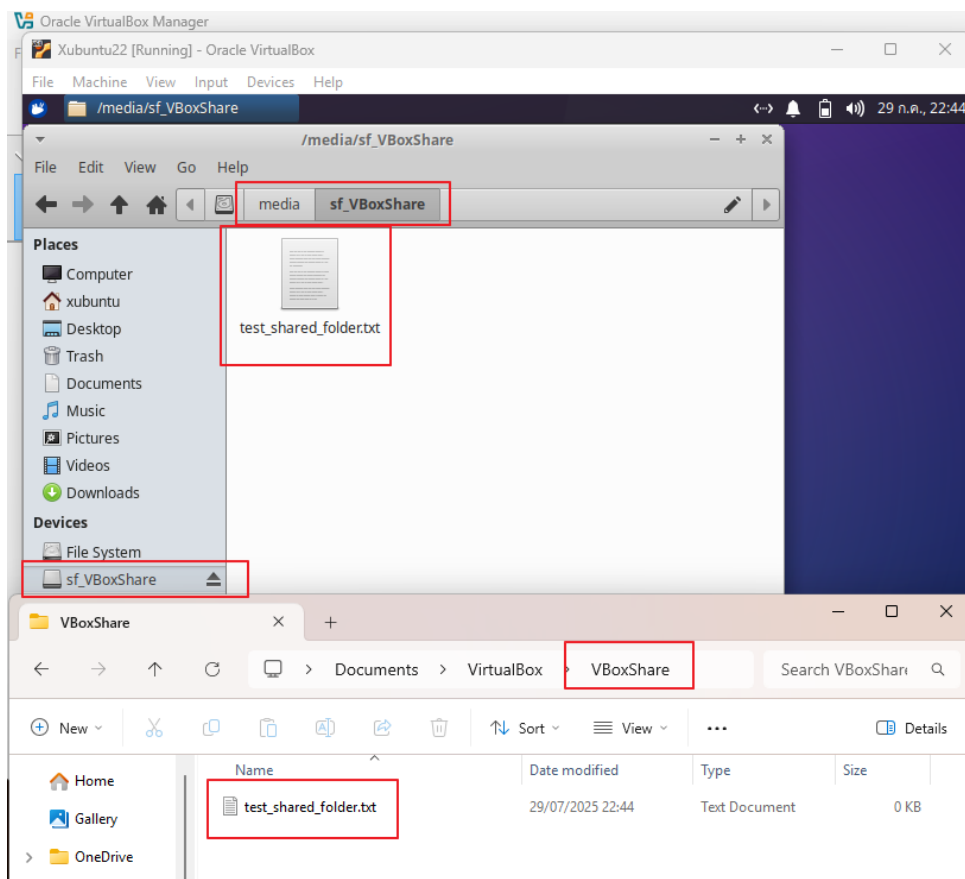 Oracle VirtualBox Manager
Xubuntu22 [Running] - Oracle VirtualBox
File Machine View Input Devices Help
/media/sf_VBoxShare
29 ก.ค., 22:44
/media/sf_VBoxShare
File Edit View Go Help
media sf_VBoxShare
Places
Computer
xubuntu
Desktop
Trash
Documents
Music
Pictures
Videos
Downloads
Devices
File System
sf_VBoxShare
test_shared_folder.txt
VBoxShare
Documents > VirtualBox > VBoxShare
Search VBoxShare
New Sort View ... Details
Name Date modified Type Size
Home
Gallery
OneDrive
test_shared_folder.txt 29/07/2025 22:44 Text Document 0 KB